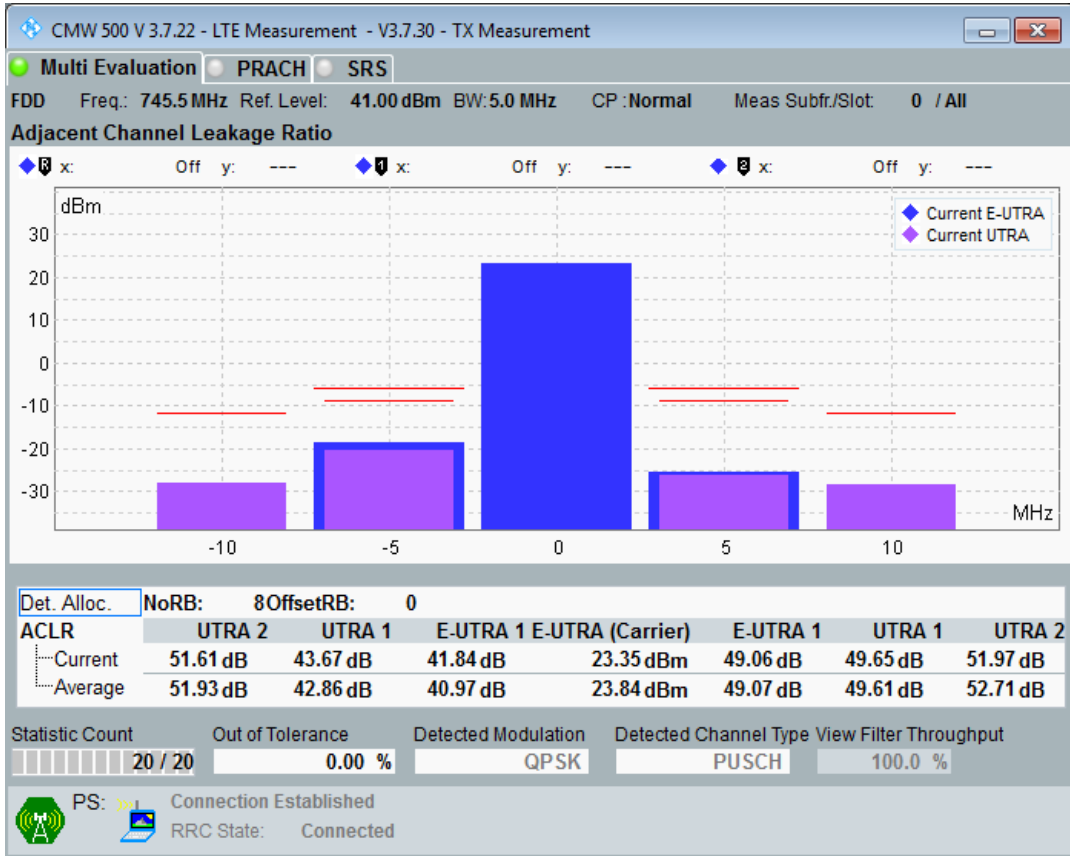 CMW 500 V 3.7.22 - LTE Measurement - V3.7.30 - TX Measurement
Multi Evaluation PRACH SRS
FDD Freq.: 745.5 MHz Ref. Level: 41.00 dBm BW: 5.0 MHz CP : Normal Meas Subfr./Slot: 0 / All
Adjacent Channel Leakage Ratio
R x: Off y: --- 1 x: Off y: --- 2 x: Off y: ---
dBm
Current E-UTRA
Current UTRA
30
20
10
0
-10
-20
-30
MHz
-10 -5 0 5 10
Det. Alloc. NoRB: 8 OffsetRB: 0
ACLR UTRA 2 UTRA 1 E-UTRA 1 E-UTRA (Carrier) E-UTRA 1 UTRA 1 UTRA 2
Current 51.61 dB 43.67 dB 41.84 dB 23.35 dBm 49.06 dB 49.65 dB 51.97 dB
Average 51.93 dB 42.86 dB 40.97 dB 23.84 dBm 49.07 dB 49.61 dB 52.71 dB
Statistic Count Out of Tolerance Detected Modulation Detected Channel Type View Filter Throughput
20 / 20 0.00 % QPSK PUSCH 100.0 %
PS: Connection Established
RRC State: Connected